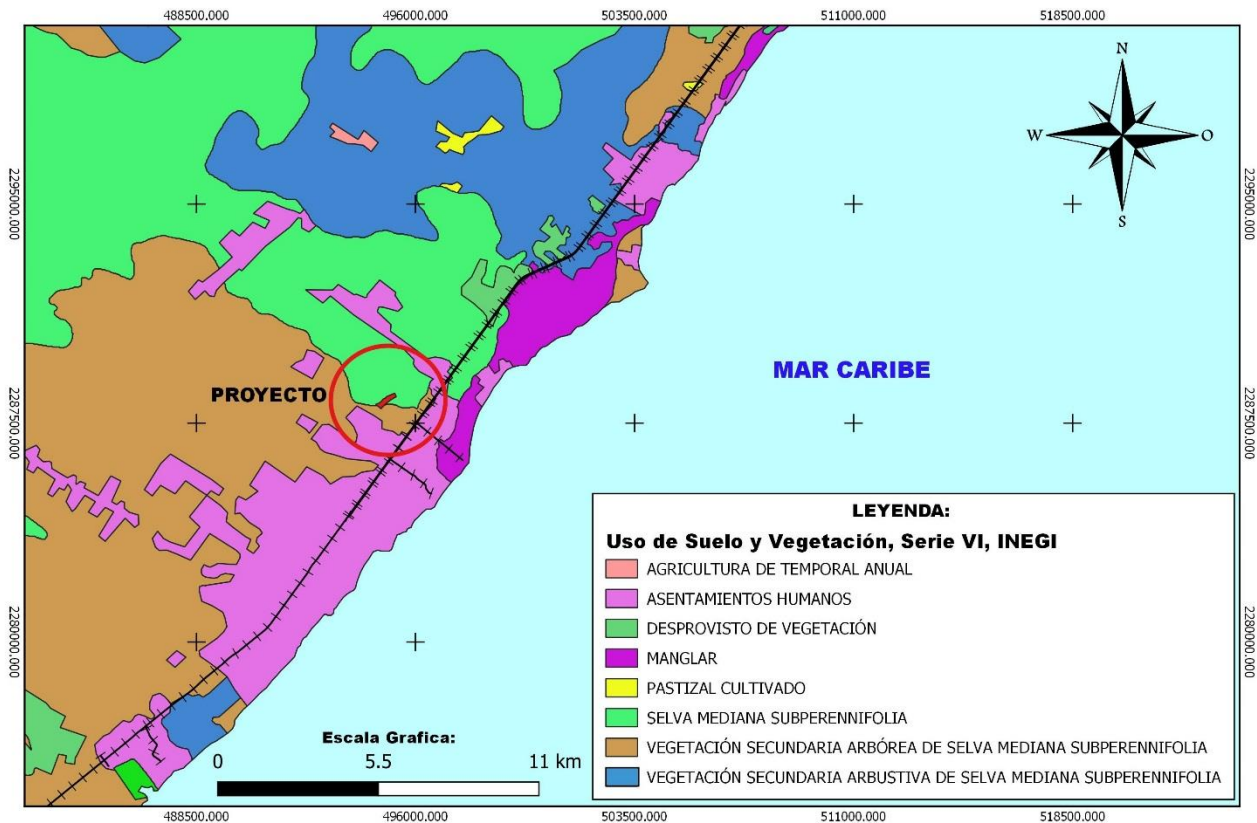 488500.000 496000.000 503500.000 511000.000 518500.000
N
W O
S
2295000.000 2295000.000
MAR CARIBE
PROYECTO
2287500.000 2287500.000
LEYENDA:
Uso de Suelo y Vegetación, Serie VI, INEGI
AGRICULTURA DE TEMPORAL ANUAL
ASENTAMIENTOS HUMANOS
DESPROVISTO DE VEGETACIÓN
MANGLAR
PASTIZAL CULTIVADO
SELVA MEDIANA SUBPERENNIFOLIA
VEGETACIÓN SECUNDARIA ARBÓREA DE SELVA MEDIANA SUBPERENNIFOLIA
VEGETACIÓN SECUNDARIA ARBUSTIVA DE SELVA MEDIANA SUBPERENNIFOLIA
2280000.000 2280000.000
Escala Grafica:
0 5.5 11 km
488500.000 496000.000 503500.000 511000.000 518500.000